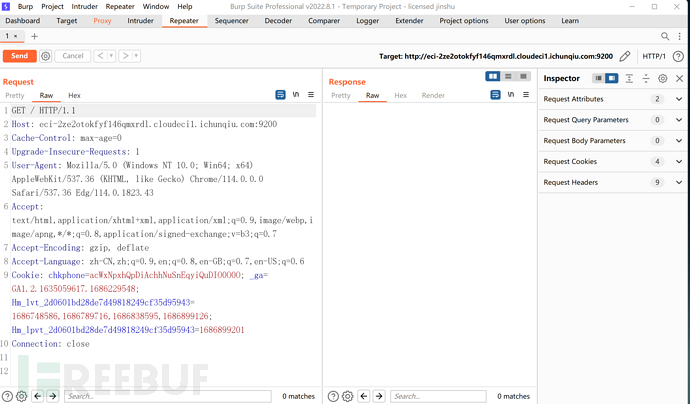 Burp Project Intruder Repeater Window Help Burp Suite Professional v2022.8.1 - Temporary Project - licensed jinshu
Dashboard Target Proxy Intruder Repeater Sequencer Decoder Comparer Logger Extender Project options User options Learn
1 × +
Send Cancel < > Target: http://eci-2ze2otokfyf146qmxrdl.cloudeci1.ichunqiu.com:9200 HTTP/1
Request
Pretty Raw Hex
1 GET / HTTP/1.1
2 Host: eci-2ze2otokfyf146qmxrdl.cloudeci1.ichunqiu.com:9200
3 Cache-Control: max-age=0
4 Upgrade-Insecure-Requests: 1
5 User-Agent: Mozilla/5.0 (Windows NT 10.0; Win64; x64)
AppleWebKit/537.36 (KHTML, like Gecko) Chrome/114.0.0.0
Safari/537.36 Edg/114.0.1823.43
6 Accept:
text/html,application/xhtml+xml,application/xml;q=0.9,image/webp,i
mage/apng,*/*;q=0.8,application/signed-exchange;v=b3;q=0.7
7 Accept-Encoding: gzip, deflate
8 Accept-Language: zh-CN,zh;q=0.9,en;q=0.8,en-GB;q=0.7,en-US;q=0.6
9 Cookie: chkphone=acWxNpxhQpDiAchhNuSnEqyiQuDIO0O0O; _ga=
GA1.2.1635059617.1686229548;
Hm_lvt_2d0601bd28de7d49818249cf35d95943=
1686748586,1686789716,1686838595,1686899126;
Hm_lpvt_2d0601bd28de7d49818249cf35d95943=1686899201
10 Connection: close
11
12
Search... 0 matches
Response
Pretty Raw Hex Render
Search... 0 matches
Inspector
Request Attributes 2
Request Query Parameters 0
Request Body Parameters 0
Request Cookies 4
Request Headers 9
FREEBUF